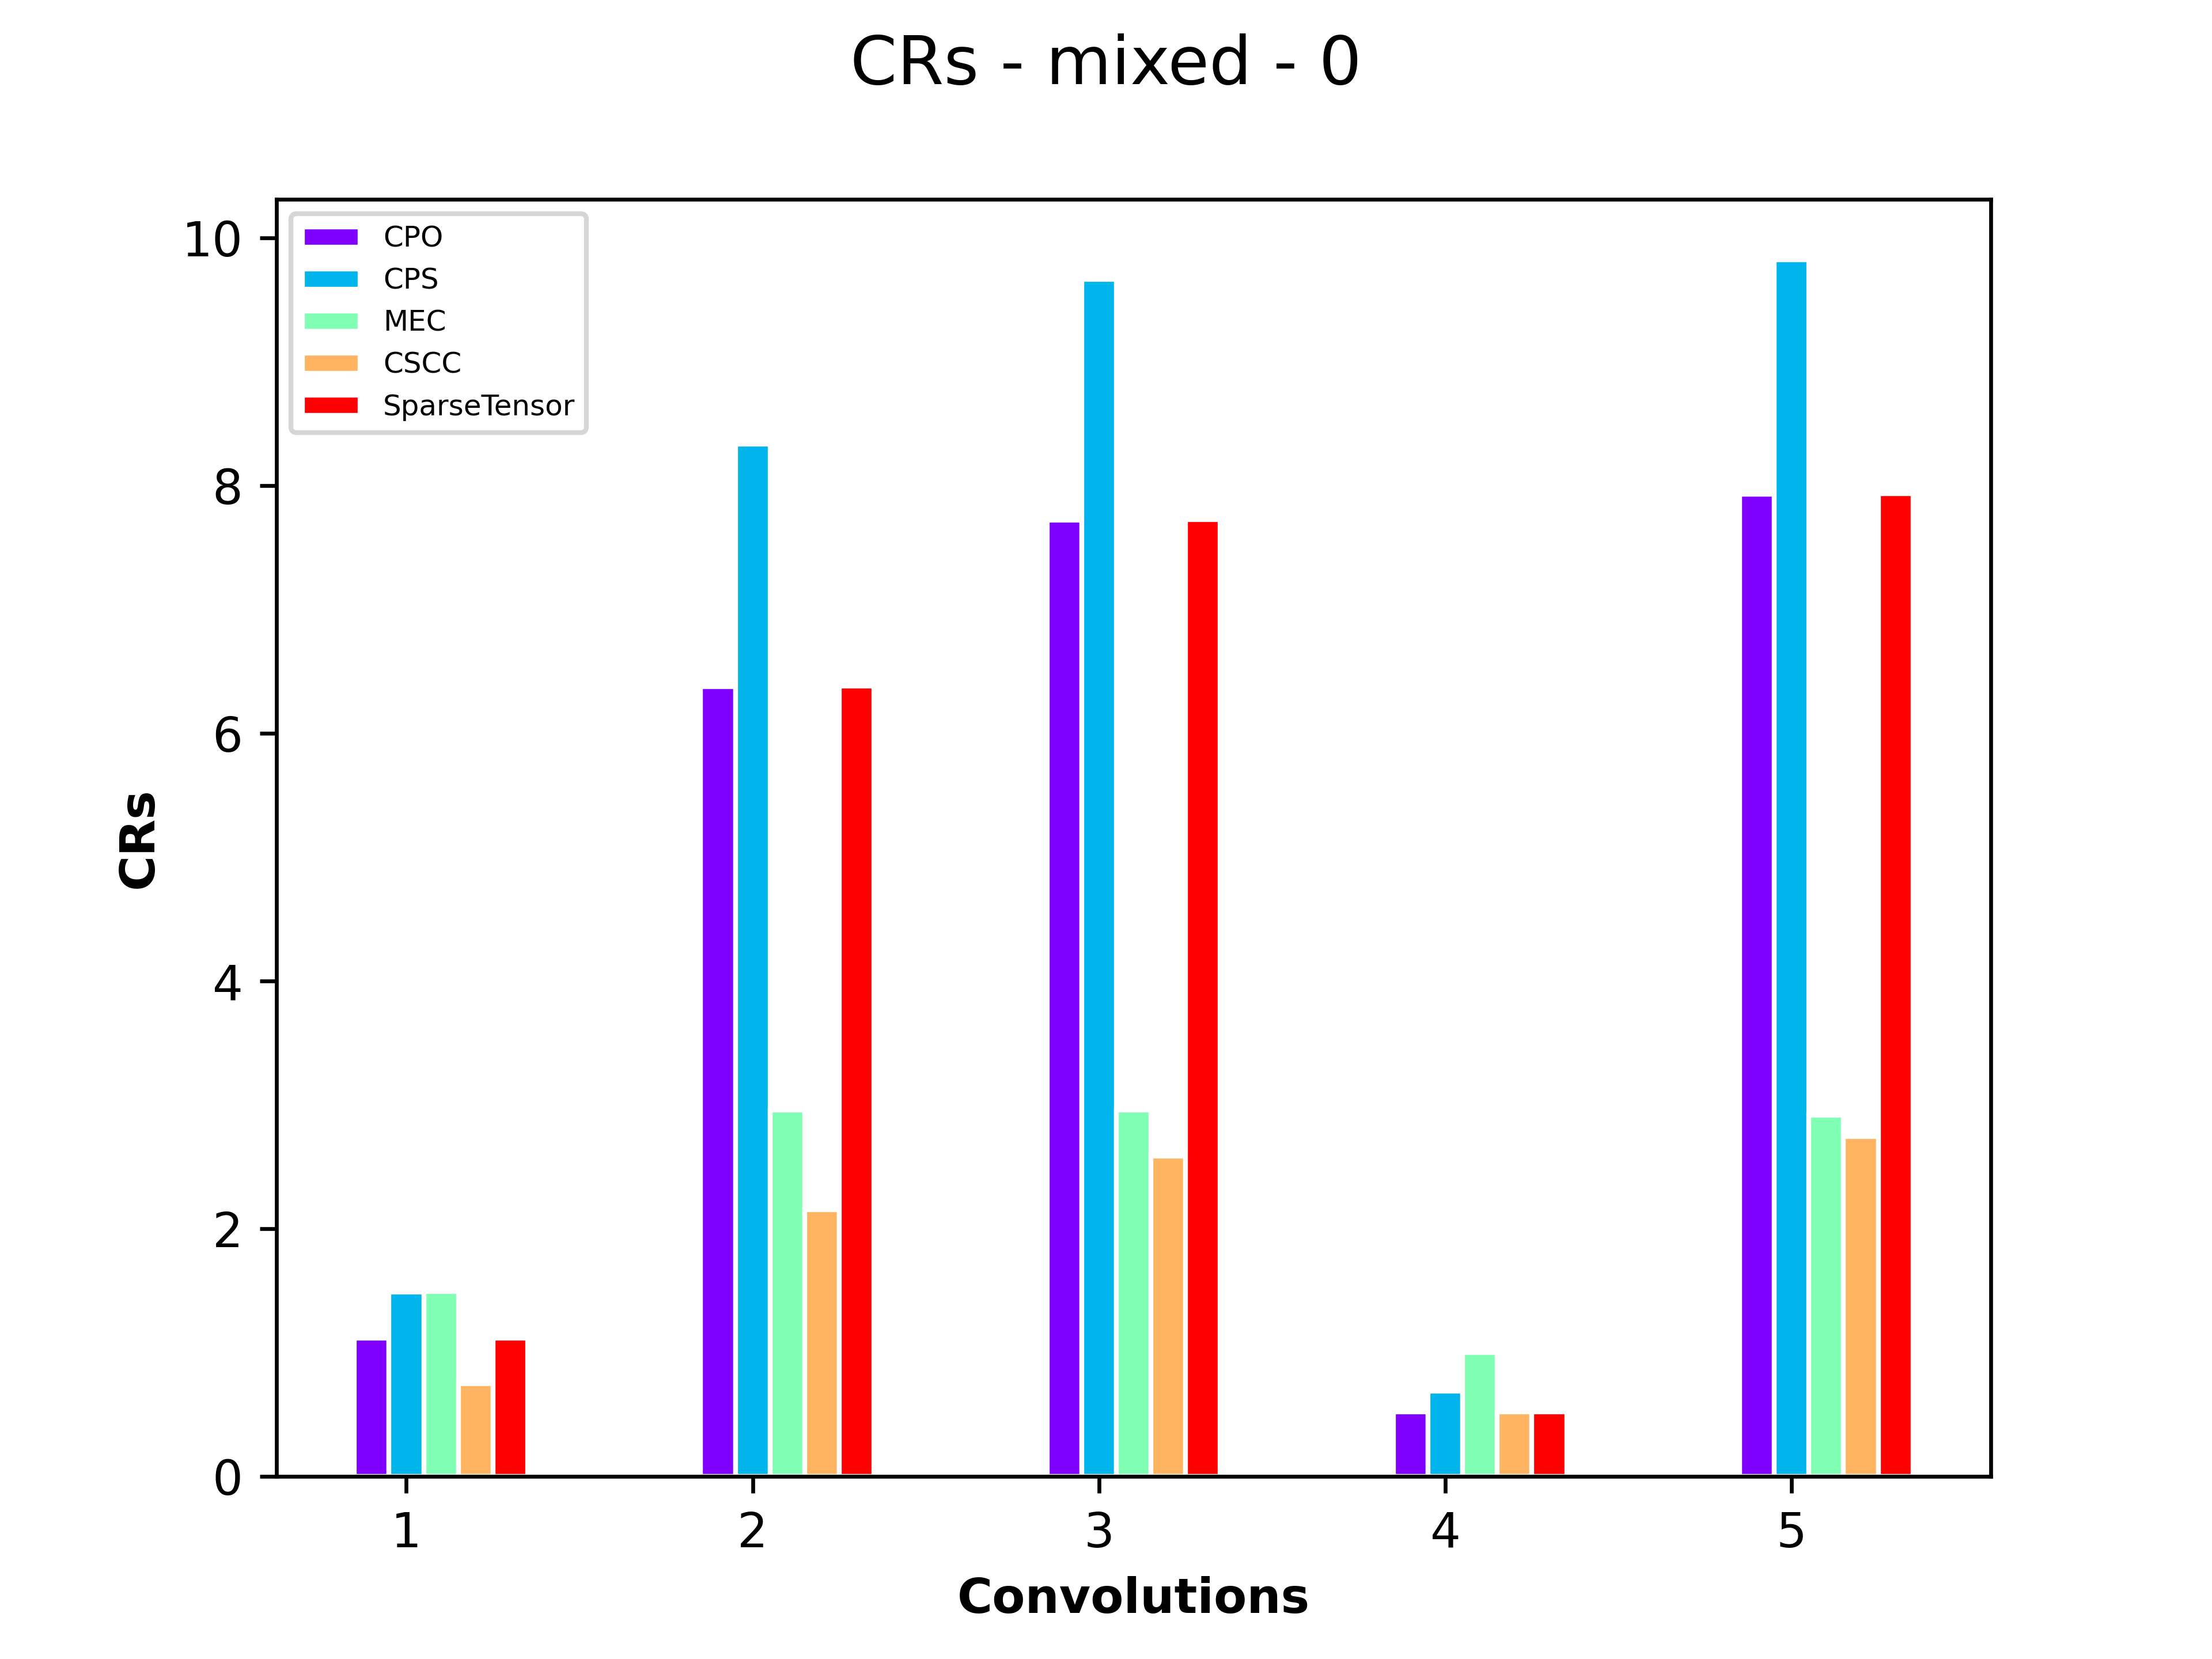 CRs - mixed - 0
10
8
6
4
2
0
CRs
CPO
CPS
MEC
CSCC
SparseTensor
1 2 3 4 5
Convolutions